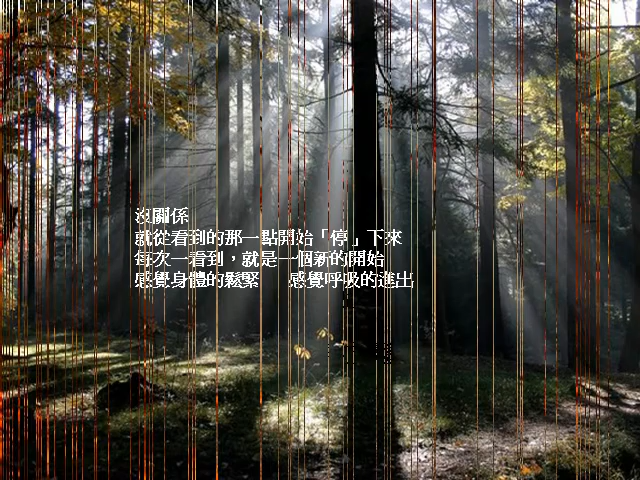 沒關係
就從看到的那一點開始「停」下來
每次一看到，就是一個新的開始
感覺身體的鬆緊　感覺呼吸的進出